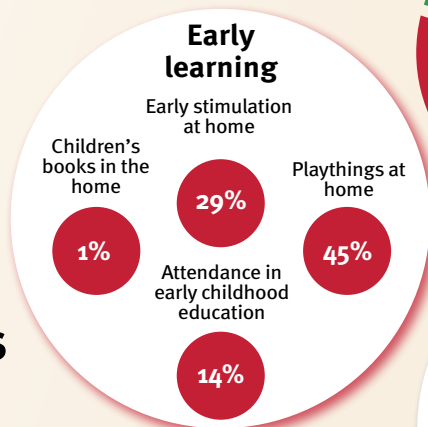 Early
learning
Early stimulation
at home
29%
Children's
books in the
home
1%
Playthings at
home
45%
Attendance in
early childhood
education
14%
s